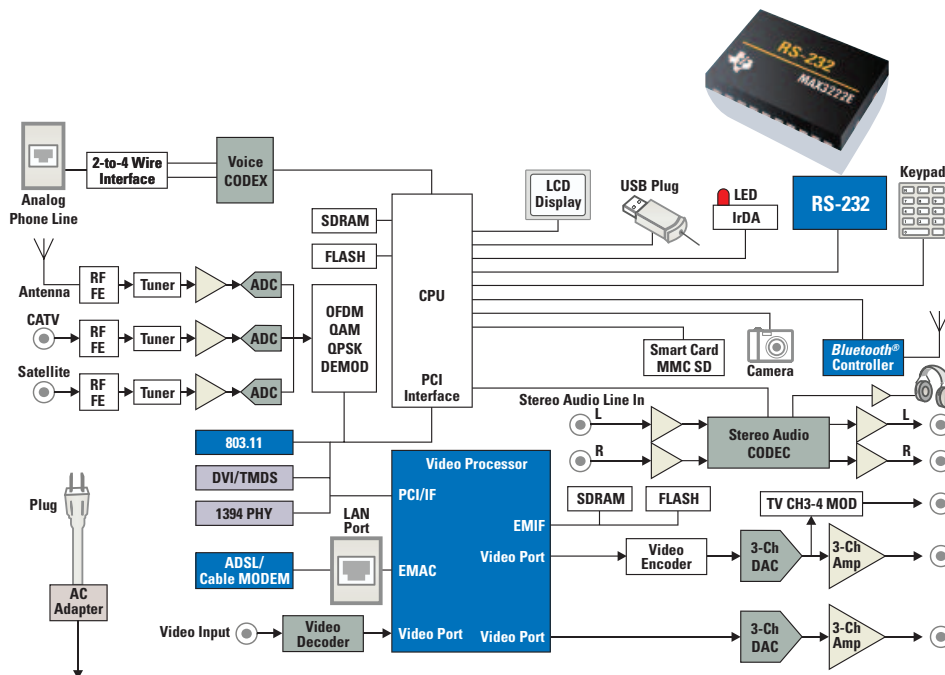 RS-232
MAX3222E
Analog
Phone Line
2-to-4 Wire
Interface
Voice
CODEX
LCD
Display
USB Plug
LED
IrDA
RS-232
Keypad
SDRAM
FLASH
CPU
PCI
Interface
Antenna
RF
FE
Tuner
ADC
CATV
RF
FE
Tuner
ADC
Satellite
RF
FE
Tuner
ADC
OFDM
QAM
QPSK
DEMOD
Smart Card
MMC SD
Camera
Bluetooth®
Controller
Stereo Audio Line In
L
R
Stereo Audio
CODEC
L
R
803.11
DVI/TMDS
1394 PHY
Plug
AC
Adapter
LAN
Port
ADSL/
Cable MODEM
Video Input
Video
Decoder
Video Processor
PCI/IF
EMIF
Video Port
EMAC
Video Port
Video Port
SDRAM
FLASH
TV CH3-4 MOD
Video
Encoder
3-Ch
DAC
3-Ch
Amp
3-Ch
DAC
3-Ch
Amp